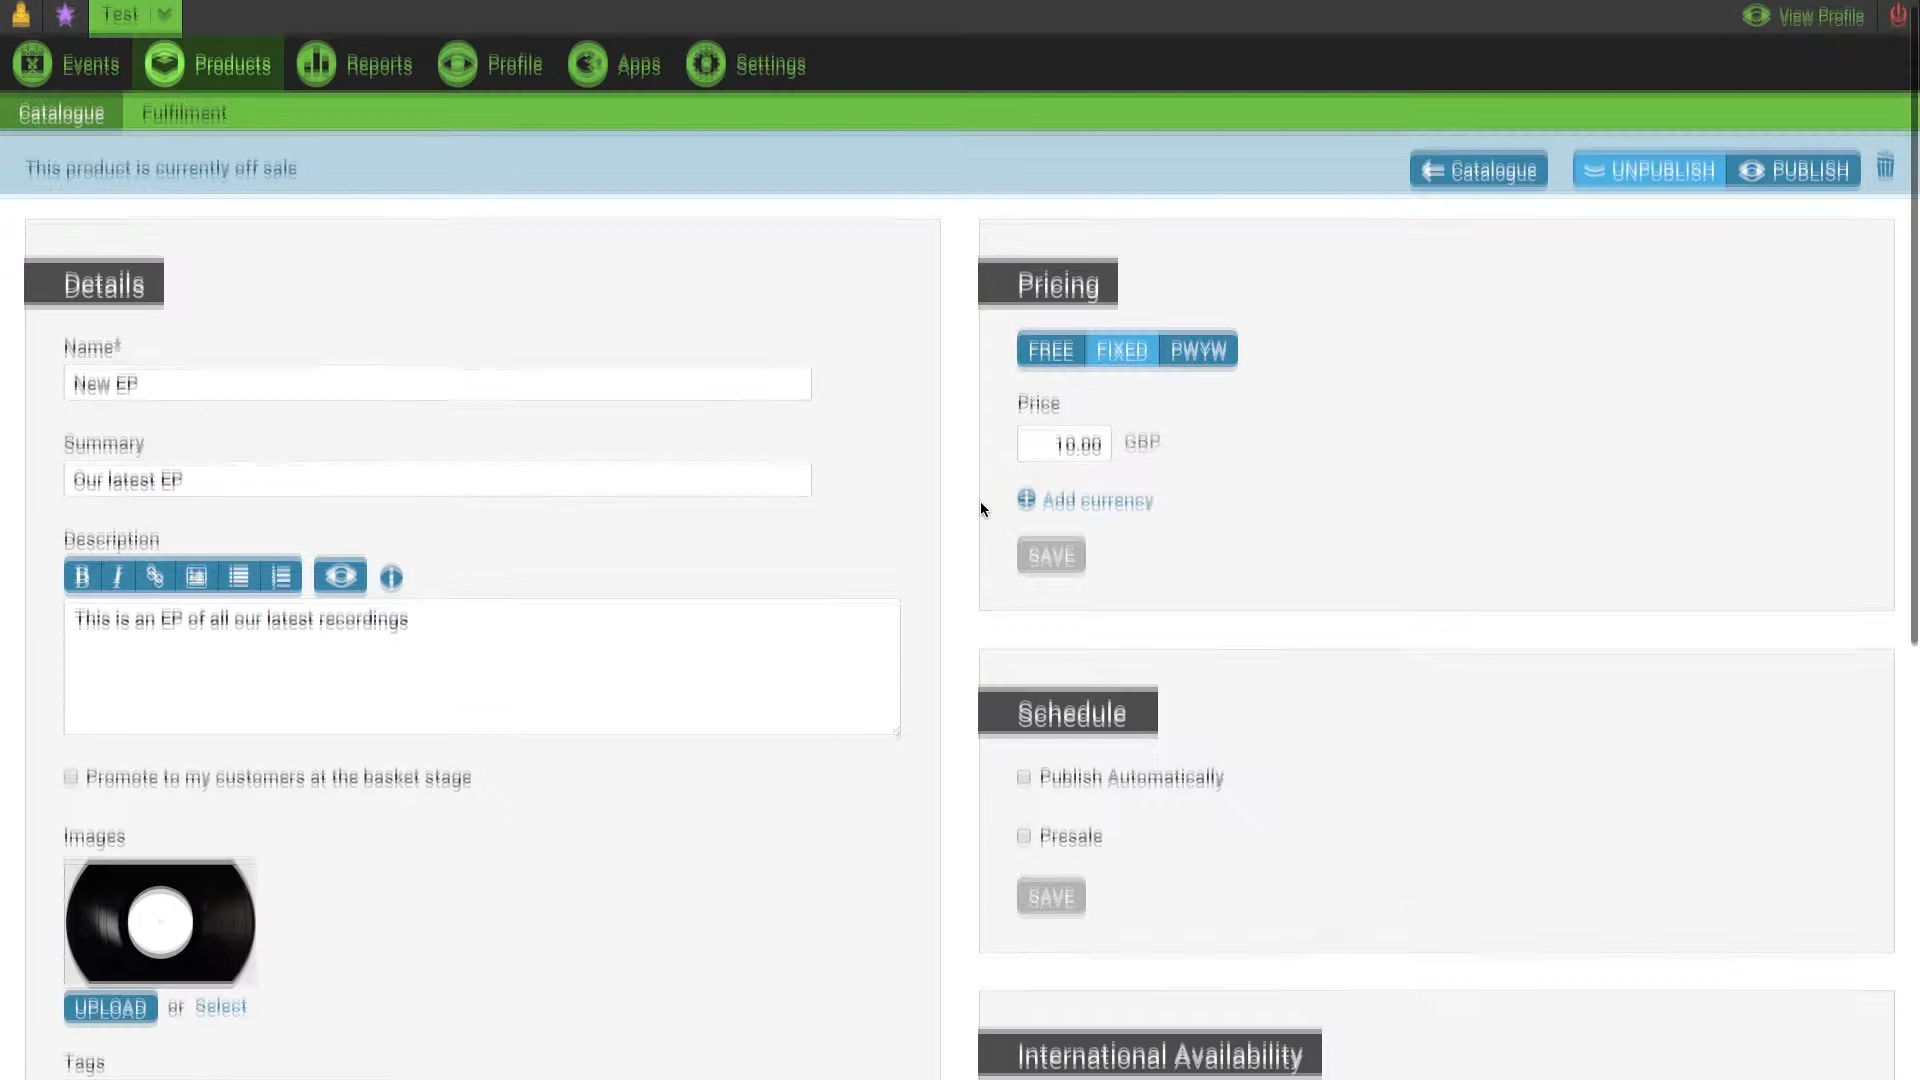 Test
View Profile
Events Products Reports Profile Apps Settings
Catalogue Fulfilment
This product is currently off sale
Catalogue UNPUBLISH PUBLISH
Details
Name*
New EP
Summary
Our latest EP
Description
B I
This is an EP of all our latest recordings
Promote to my customers at the basket stage
Images
UPLOAD or Select
Tags
Pricing
FREE FIXED PWYW
Price
10.00 GBP
Add currency
SAVE
Schedule
Publish Automatically
Presale
SAVE
International Availability